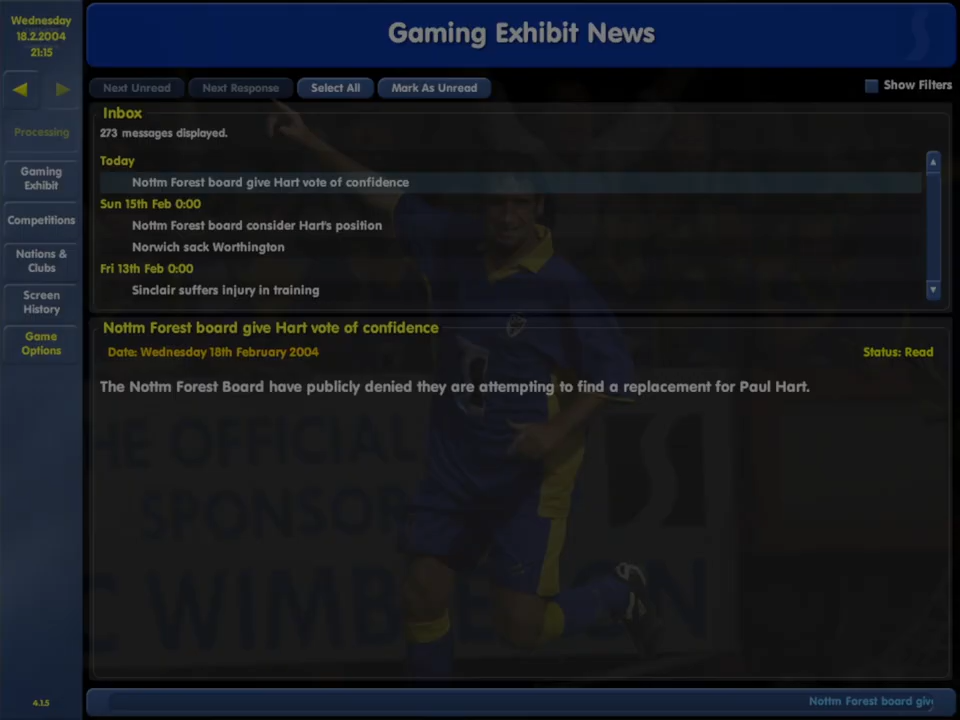 Wednesday
18.2.2004
21:15
Gaming Exhibit News
Next Unread
Next Response
Select All
Mark As Unread
Show Filters
Processing
Gaming
Exhibit
Competitions
Nations &
Clubs
Screen
History
Game
Options
Inbox
273 messages displayed.
Today
Nottm Forest board give Hart vote of confidence
Sun 15th Feb 0:00
Nottm Forest board consider Hart's position
Norwich sack Worthington
Fri 13th Feb 0:00
Sinclair suffers injury in training
Nottm Forest board give Hart vote of confidence
Date: Wednesday 18th February 2004
Status: Read
The Nottm Forest Board have publicly denied they are attempting to find a replacement for Paul Hart.
THE OFFICIAL
SPONSOR
4.1.5
Nottm Forest board giv